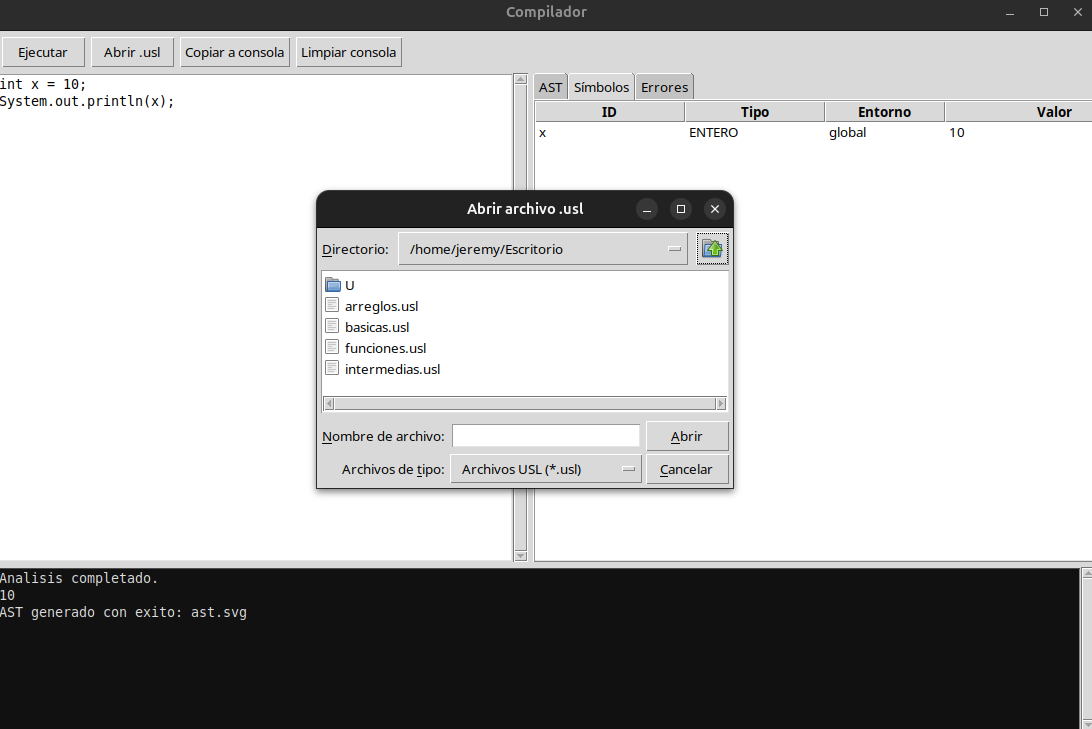 Compilador
Ejecutar Abrir .usl Copiar a consola Limpiar consola
int x = 10;
System.out.println(x);
AST Símbolos Errores
ID Tipo Entorno Valor
x ENTERO global 10
Abrir archivo .usl
Directorio: /home/jeremy/Escritorio
U
arreglos.usl
basicas.usl
funciones.usl
intermedias.usl
Nombre de archivo: Abrir
Archivos de tipo: Archivos USL (*.usl) Cancelar
Analisis completado.
10
AST generado con exito: ast.svg